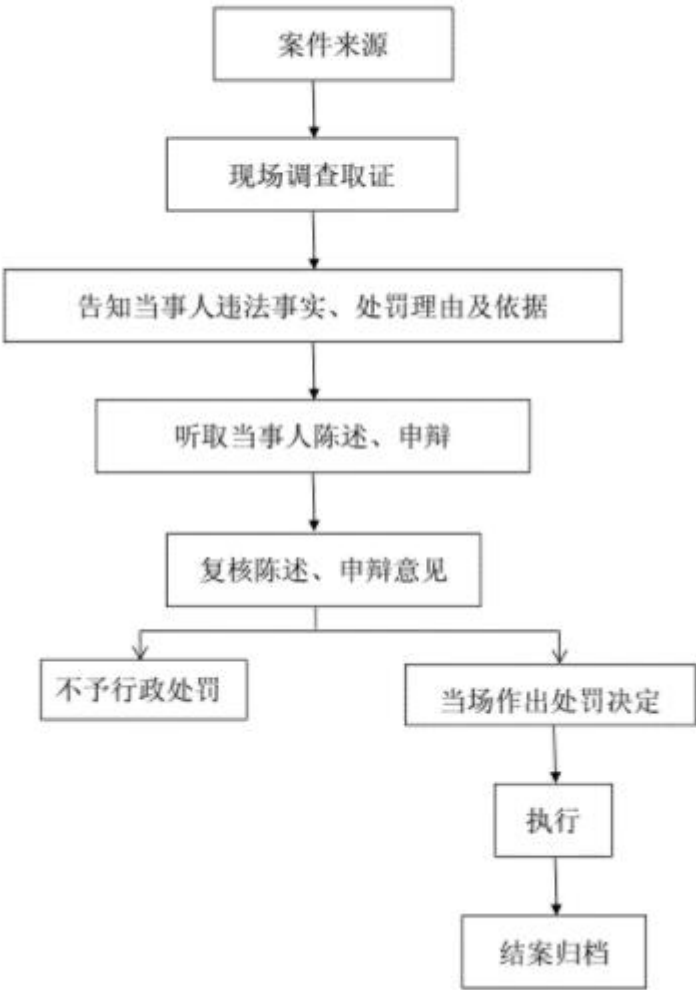 案件来源
现场调查取证
告知当事人违法事实、处罚理由及依据
听取当事人陈述、申辩
复核陈述、申辩意见
不予行政处罚
当场作出处罚决定
执行
结案归档